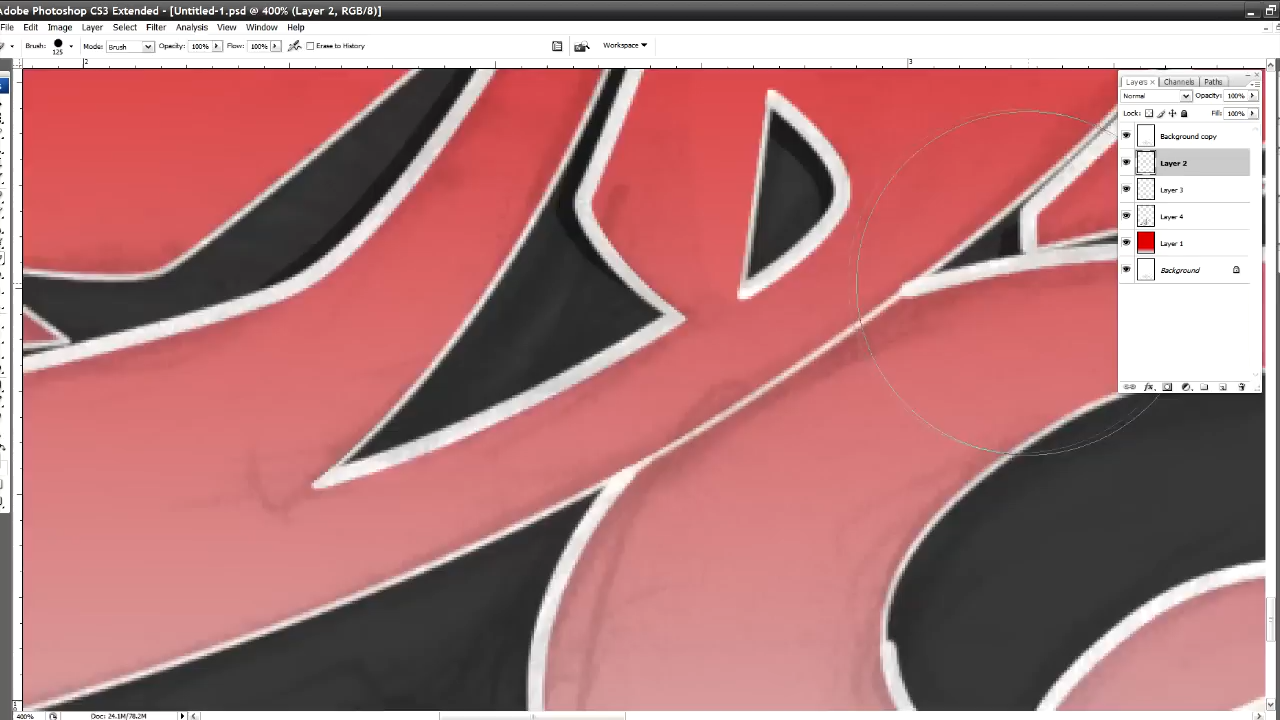 Adobe Photoshop CS3 Extended - [Untitled-1.psd @ 400% (Layer 2, RGB/8)]
File Edit Image Layer Select Filter Analysis View Window Help
Brush: 125 Mode: Brush Opacity: 100% Flow: 100% Erase to History Workspace
2 3
Layers Channels Paths
Normal Opacity: 100%
Lock: Fill: 100%
Background copy
Layer 2
Layer 3
Layer 4
Layer 1
Background
400% Doc: 24.1M/78.2M